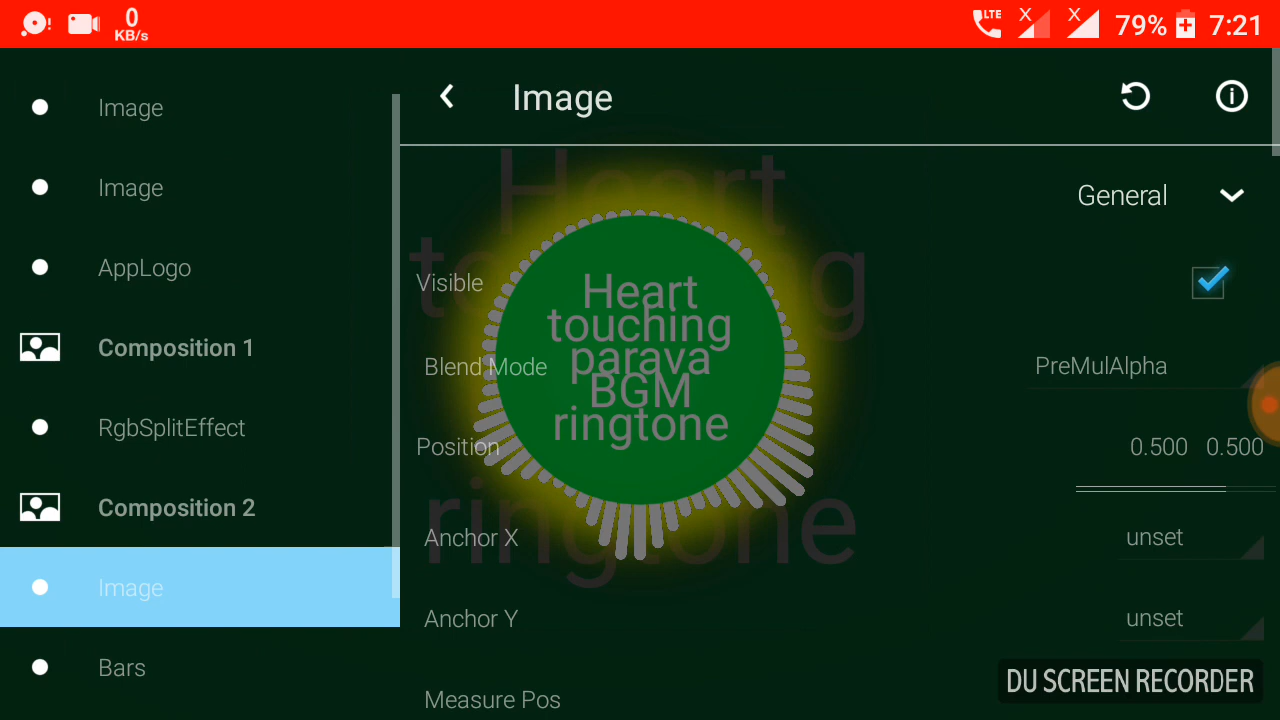 0
KB/s
LTE
X
X
79%
7:21
Image
Image
AppLogo
Composition 1
RgbSplitEffect
Composition 2
Image
Bars
Image
General
Visible
Blend Mode
PreMulAlpha
Position
0.500 0.500
Anchor X
unset
Anchor Y
unset
Measure Pos
Heart
touching
parava
BGM
ringtone
Heart
touching
ringtone
DU SCREEN RECORDER